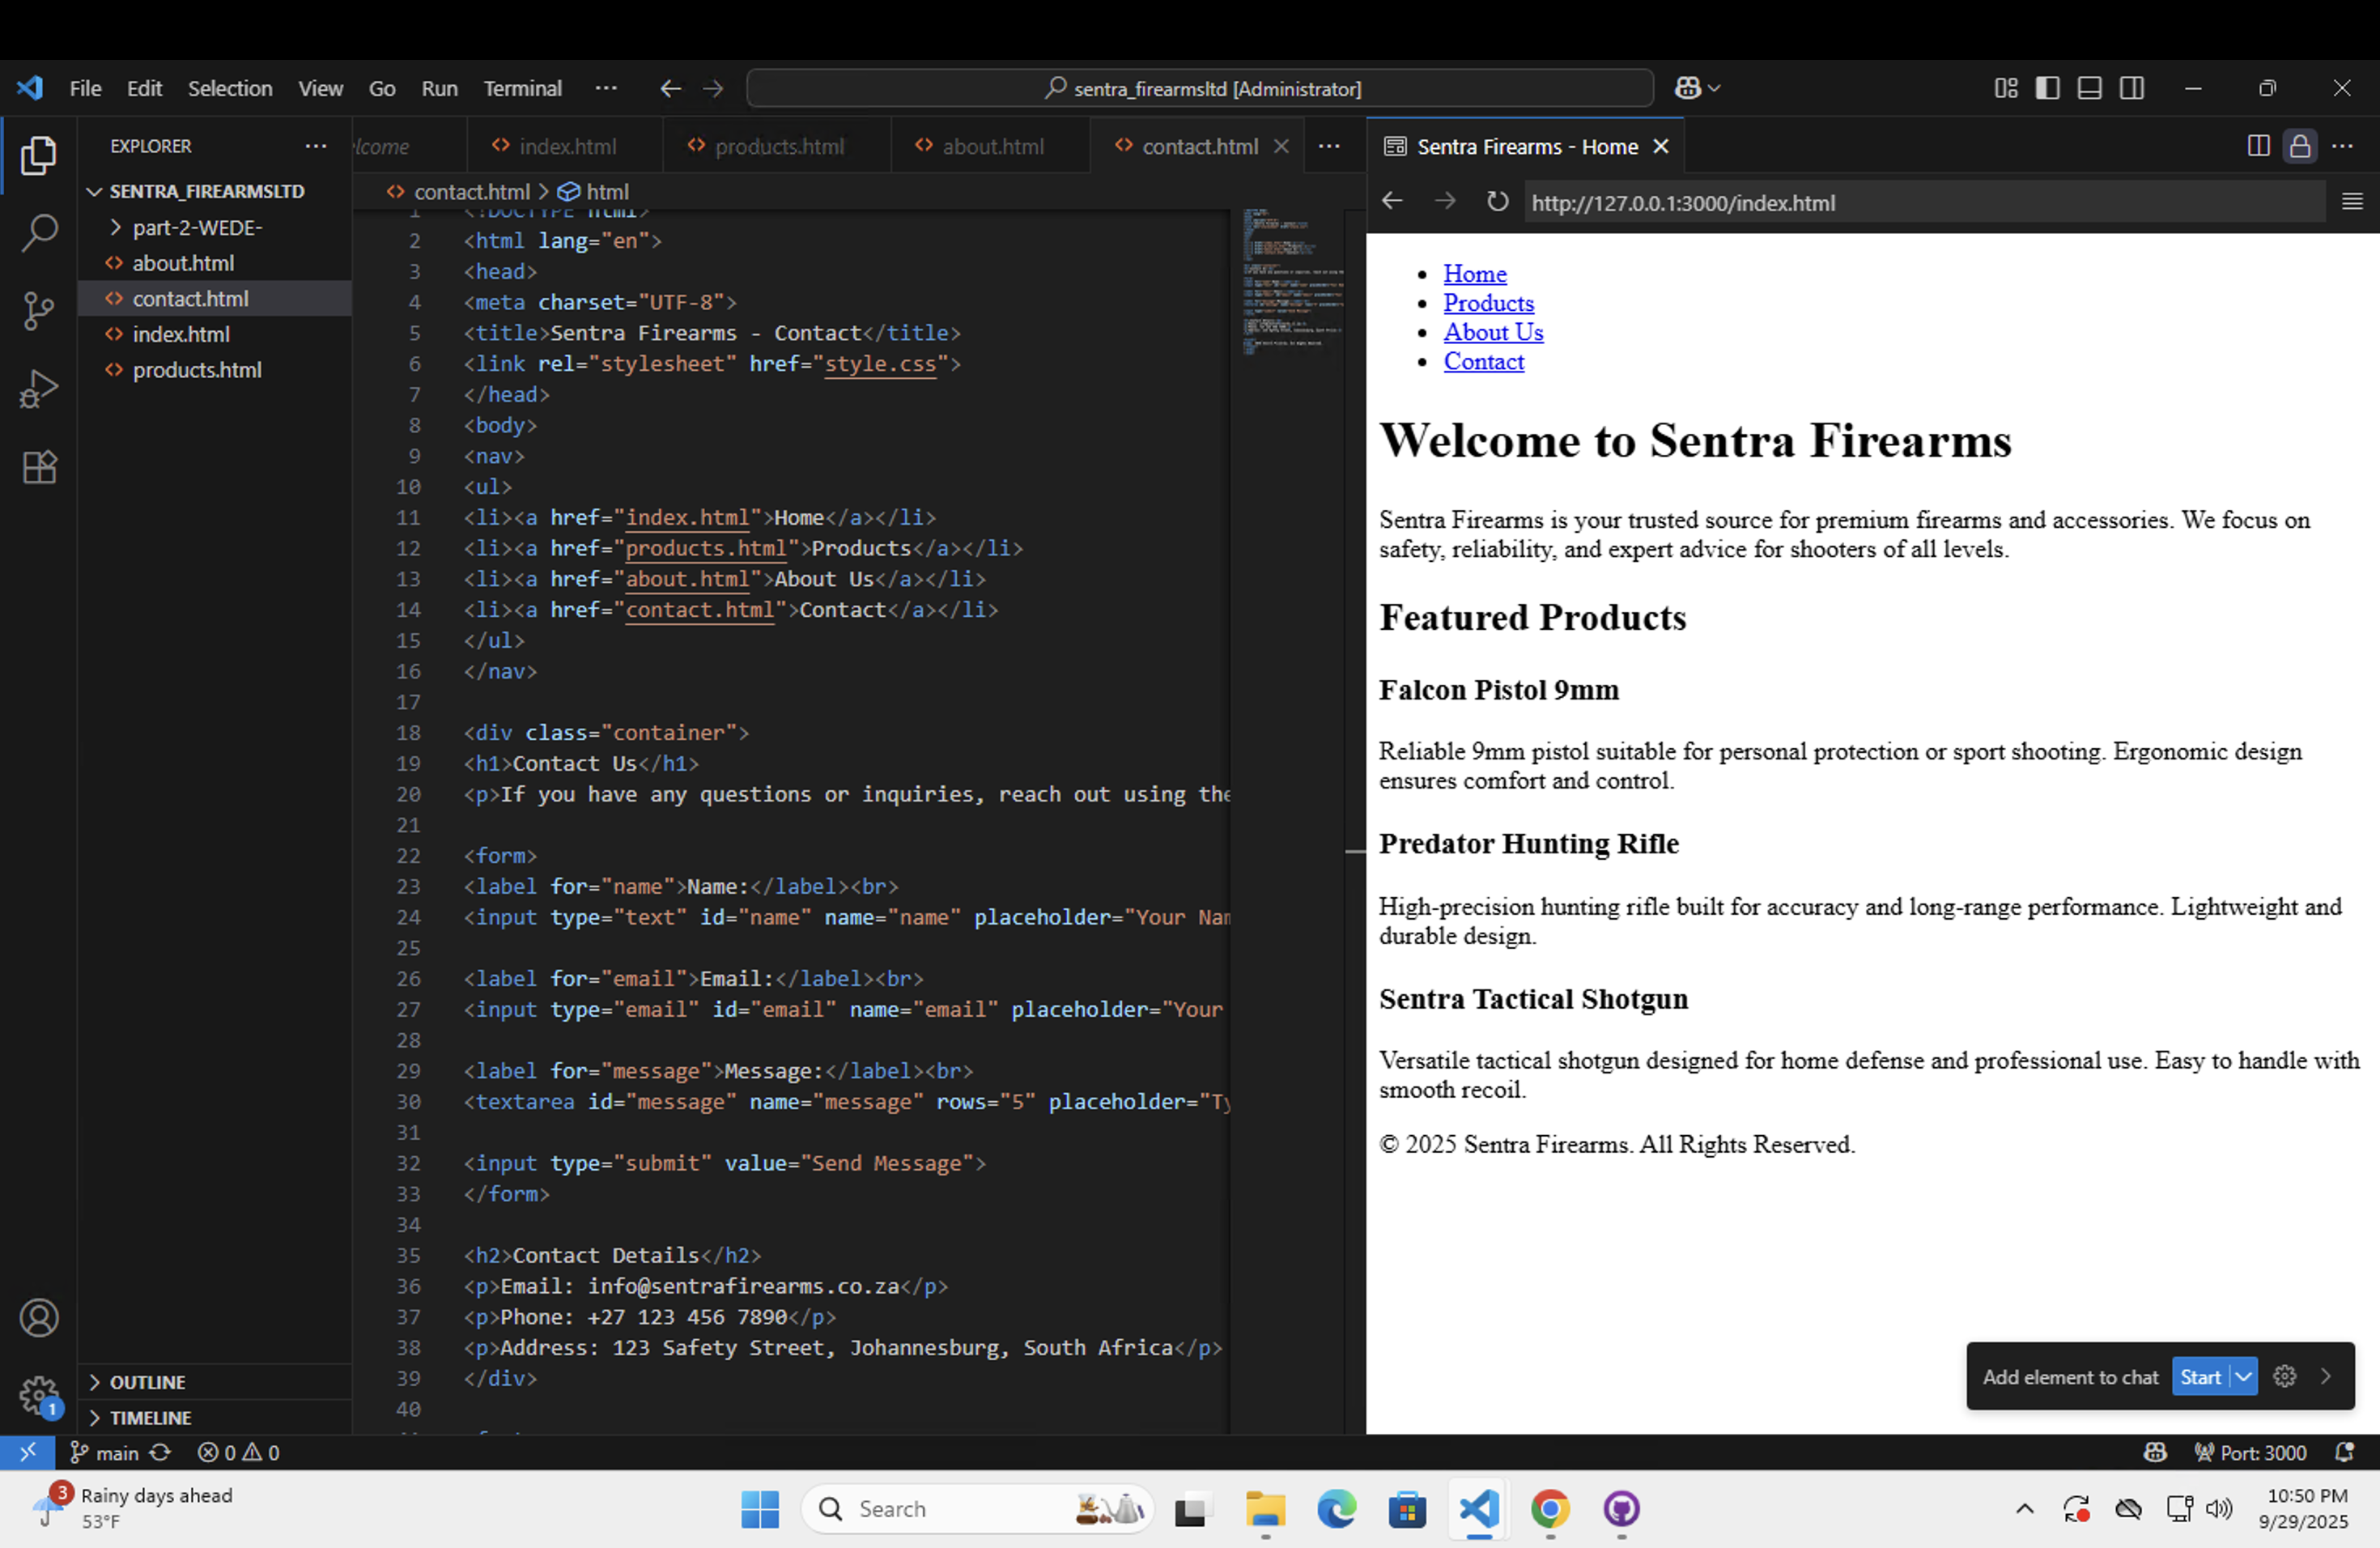 File Edit Selection View Go Run Terminal ··· sentra_firearmsltd [Administrator]
EXPLORER ···
SENTRA_FIREARMSLTD
part-2-WEDE-
about.html
contact.html
index.html
products.html
OUTLINE
TIMELINE
lcome index.html products.html about.html contact.html ···
contact.html > html
1 <!DOCTYPE html>
2 <html lang="en">
3 <head>
4 <meta charset="UTF-8">
5 <title>Sentra Firearms - Contact</title>
6 <link rel="stylesheet" href="style.css">
7 </head>
8 <body>
9 <nav>
10 <ul>
11 <li><a href="index.html">Home</a></li>
12 <li><a href="products.html">Products</a></li>
13 <li><a href="about.html">About Us</a></li>
14 <li><a href="contact.html">Contact</a></li>
15 </ul>
16 </nav>
17
18 <div class="container">
19 <h1>Contact Us</h1>
20 <p>If you have any questions or inquiries, reach out using the
21
22 <form>
23 <label for="name">Name:</label><br>
24 <input type="text" id="name" name="name" placeholder="Your Nam
25
26 <label for="email">Email:</label><br>
27 <input type="email" id="email" name="email" placeholder="Your
28
29 <label for="message">Message:</label><br>
30 <textarea id="message" name="message" rows="5" placeholder="Ty
31
32 <input type="submit" value="Send Message">
33 </form>
34
35 <h2>Contact Details</h2>
36 <p>Email: info@sentrafirearms.co.za</p>
37 <p>Phone: +27 123 456 7890</p>
38 <p>Address: 123 Safety Street, Johannesburg, South Africa</p>
39 </div>
40
Sentra Firearms - Home
http://127.0.0.1:3000/index.html
• Home
• Products
• About Us
• Contact
Welcome to Sentra Firearms
Sentra Firearms is your trusted source for premium firearms and accessories. We focus on
safety, reliability, and expert advice for shooters of all levels.
Featured Products
Falcon Pistol 9mm
Reliable 9mm pistol suitable for personal protection or sport shooting. Ergonomic design
ensures comfort and control.
Predator Hunting Rifle
High-precision hunting rifle built for accuracy and long-range performance. Lightweight and
durable design.
Sentra Tactical Shotgun
Versatile tactical shotgun designed for home defense and professional use. Easy to handle with
smooth recoil.
© 2025 Sentra Firearms. All Rights Reserved.
Add element to chat Start
1
main 0 0 Port: 3000
3 Rainy days ahead
53°F
Search
10:50 PM
9/29/2025